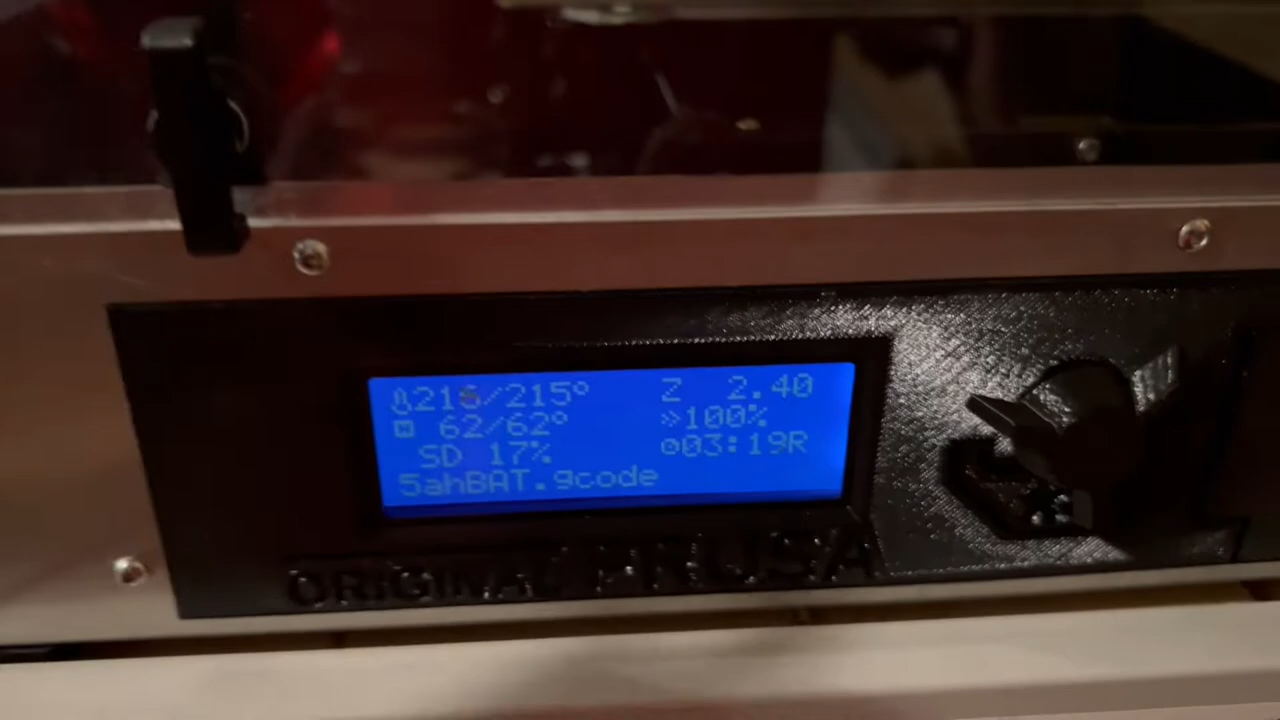 216/215° Z 2.40
62/62° 100%
SD 17% 03:19R
5ahBAT.gcode
ORIGINAL PRUSA